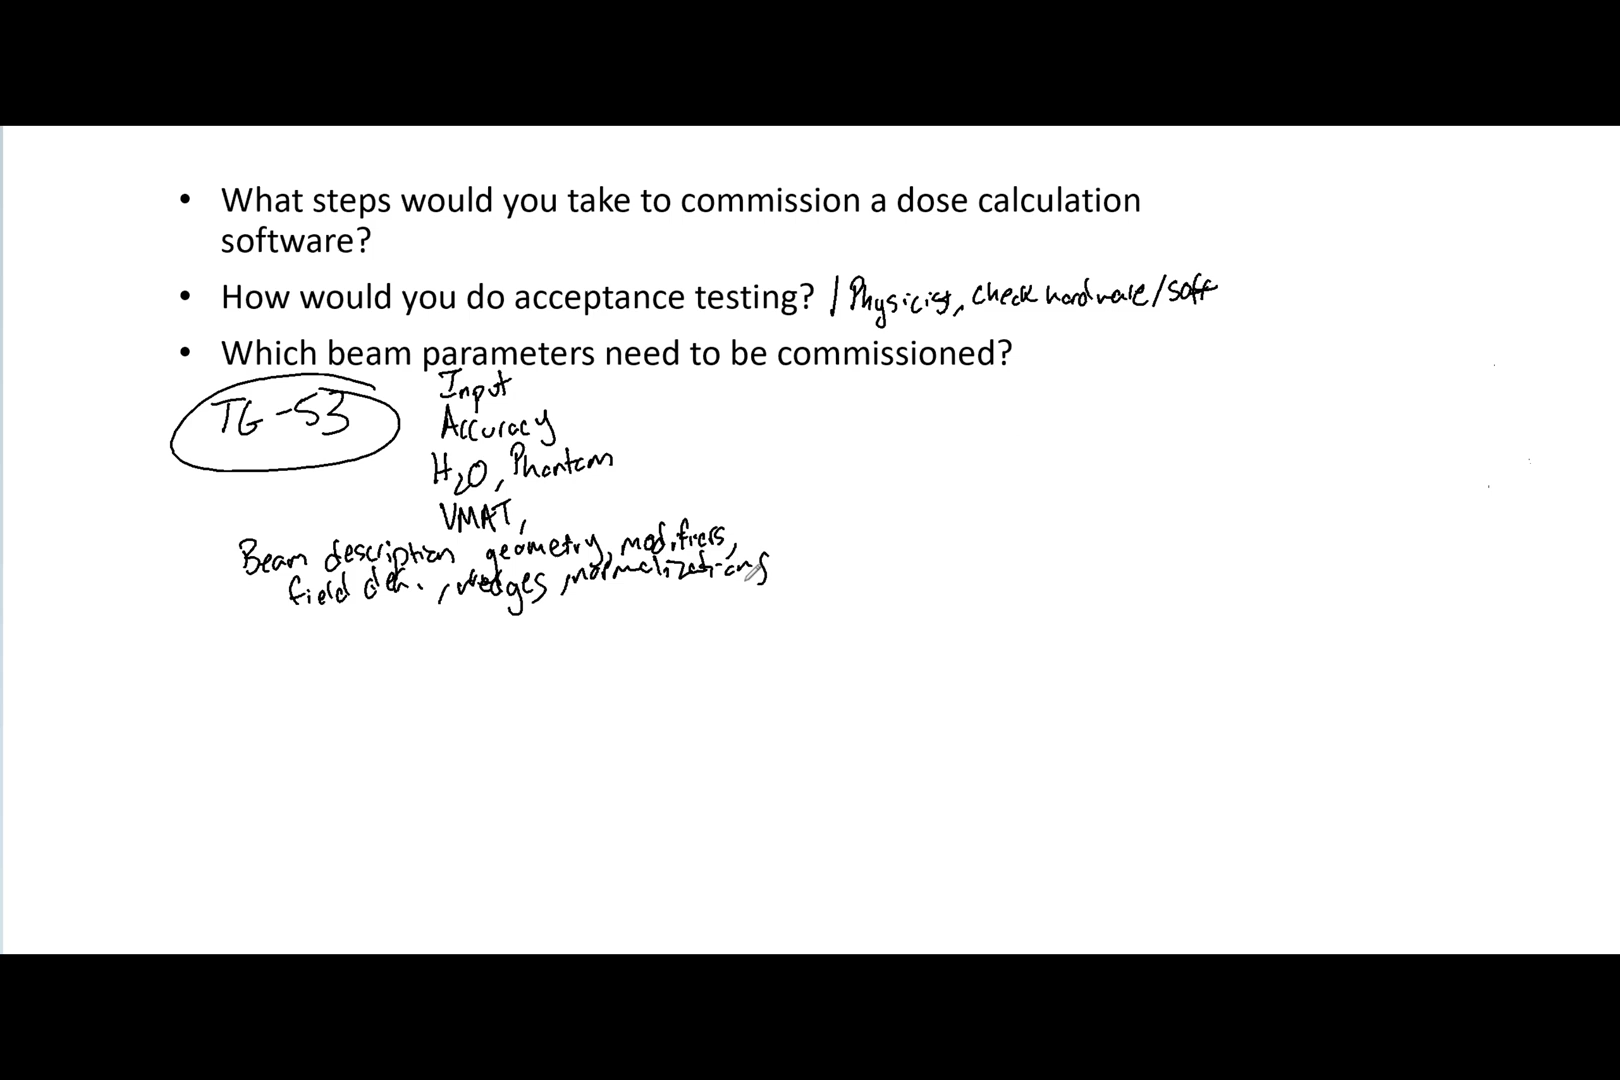 • What steps would you take to commission a dose calculation
software?
• How would you do acceptance testing? / Physicist, check hardware/soft
• Which beam parameters need to be commissioned?
TG-53
Input
Accuracy
H2O, Phantom
VMAT,
Beam description geometry, modifiers,
field def. , wedges, normalizations